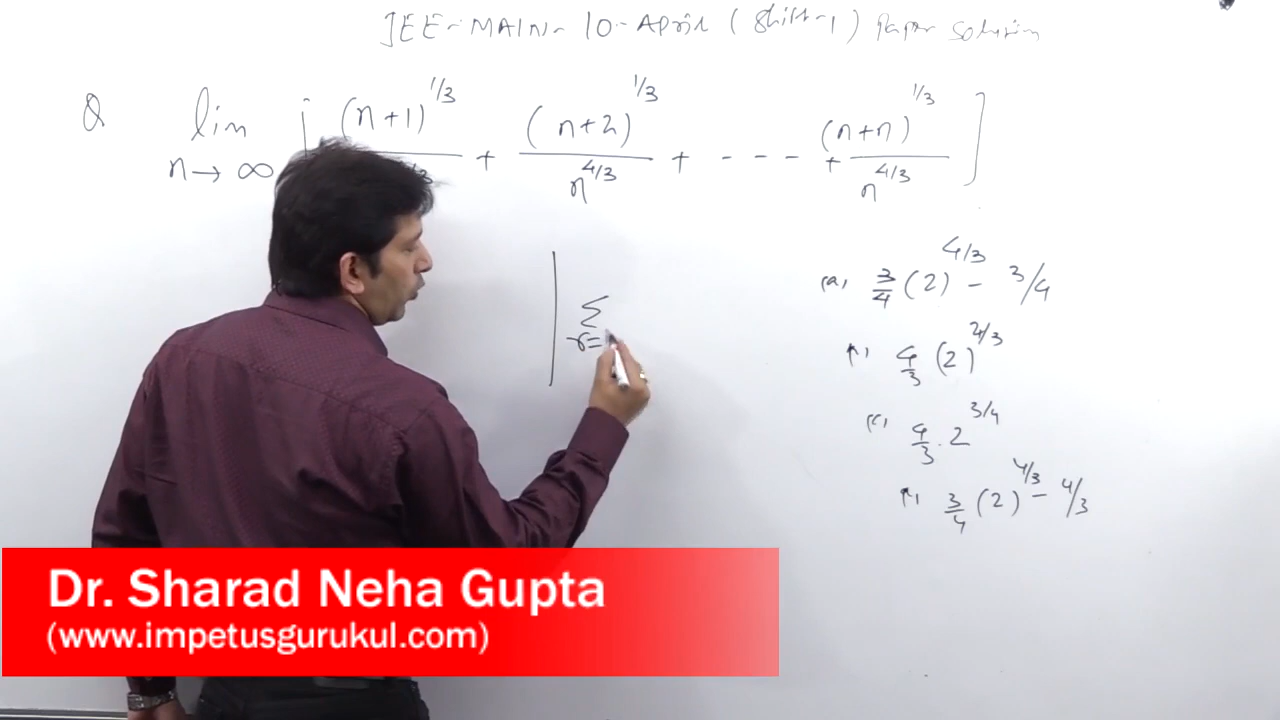 JEE-MAIN-10-April (Shift-1) Paper Solution
Q lim n→∞ [ (n+1)^{1/3} / /3 + (n+2)^{1/3} / n^{4/3} + - - - + (n+n)^{1/3} / n^{4/3} ]
(a) 3/4 (2)^{4/3} - 3/4
4/3 (2)^{4/3}
(c) 4/3 . 2^{3/4}
3/4 (2)^{4/3} - 4/3
Σ
r=
Dr. Sharad Neha Gupta
(www.impetusgurukul.com)